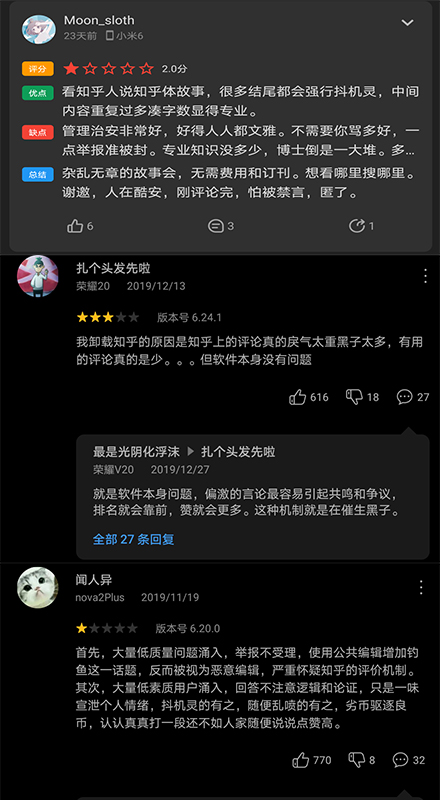 Moon_sloth
23天前 小米6
评分 2.0分
优点 看知乎人说知乎体故事，很多结尾都会强行抖机灵，中间
内容重复过多凑字数显得专业。
缺点 管理治安非常好，好得人人都文雅。不需要你骂多好，一
点举报准被封。专业知识没多少，博士倒是一大堆。多...
总结 杂乱无章的故事会，无需费用和订刊。想看哪里搜哪里。
谢邀，人在酷安，刚评论完，怕被禁言，匿了。
6 3 1
扎个头发先啦
荣耀20 2019/12/13
版本号 6.24.1
我卸载知乎的原因是知乎上的评论真的戾气太重黑子太多，有用
的评论真的是少。。。但软件本身没有问题
616 18 27
最是光阴化浮沫 ▶ 扎个头发先啦
荣耀V20 2019/12/27
就是软件本身问题，偏激的言论最容易引起共鸣和争议，
排名就会靠前，赞就会更多。这种机制就是在催生黑子。
全部 27 条回复
闻人异
nova2Plus 2019/11/19
版本号 6.20.0
首先，大量低质量问题涌入，举报不受理，使用公共编辑增加钓
鱼这一话题，反而被视为恶意编辑，严重怀疑知乎的评价机制。
其次，大量低素质用户涌入，回答不注意逻辑和论证，只是一味
宣泄个人情绪，抖机灵的有之，随便乱喷的有之，劣币驱逐良
币，认认真真打一段还不如人家随便说说点赞高。
770 8 32